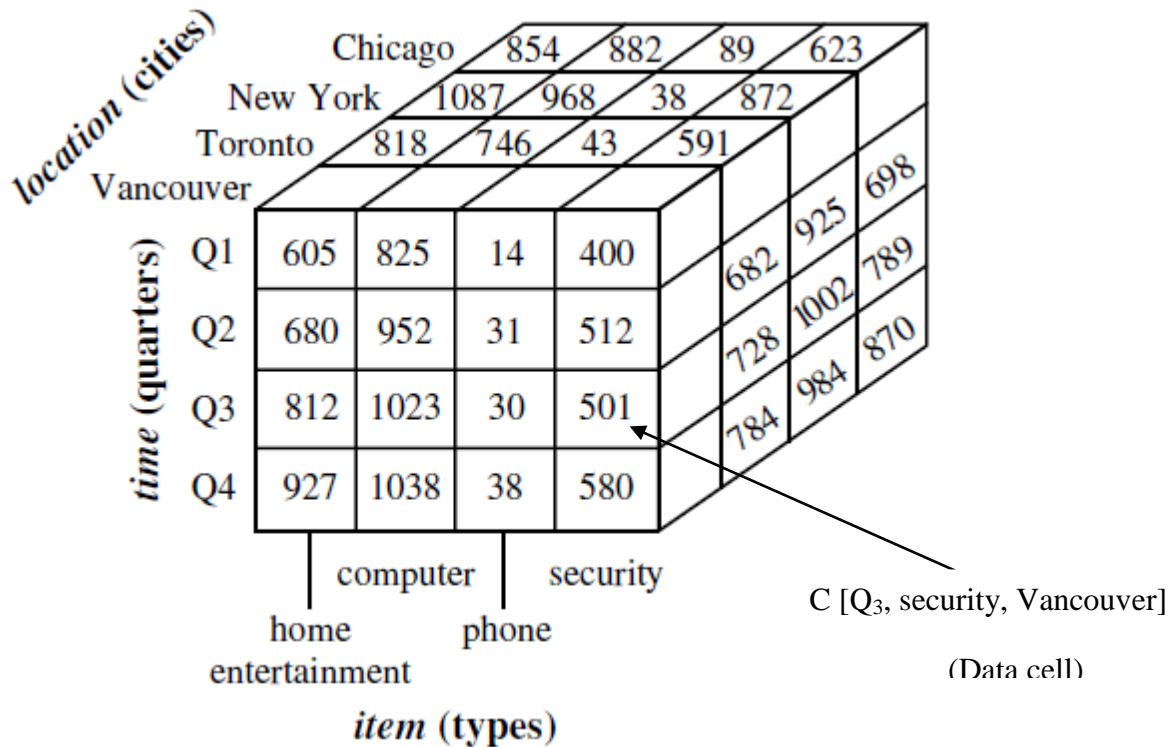 location (cities)
Chicago 854 882 89 623
New York 1087 968 38 872
Toronto 818 746 43 591
Vancouver
time (quarters)
Q1 605 825 14 400
Q2 680 952 31 512
Q3 812 1023 30 501
Q4 927 1038 38 580
682 925 698
728 1002 789
784 984 870
computer security
home phone
entertainment
item (types)
C [Q₃, security, Vancouver]
(Data cell)